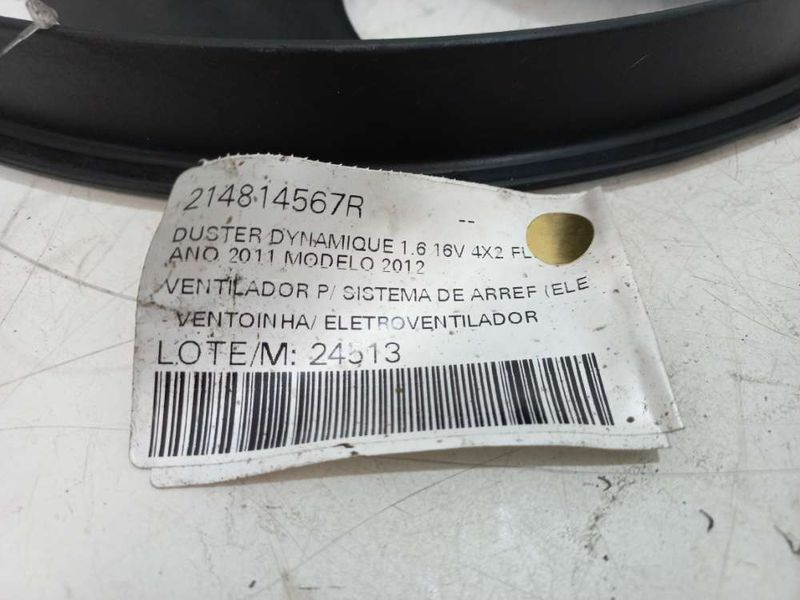 214814567R --
DUSTER DYNAMIQUE 1.6 16V 4X2
ANO 2011 MODELO 2012
VENTILADOR P/ SISTEMA DE ARREF (ELE
- VENTOINHA/ ELETROVENTILADOR
LOTE/M: 24513